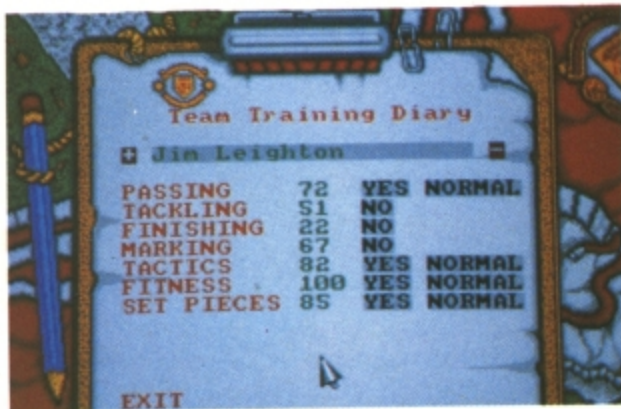 Team Training Diary
+ Jim Leighton -
PASSING 72 YES NORMAL
TACKLING 51 NO
FINISHING 22 NO
MARKING 67 NO
TACTICS 82 YES NORMAL
FITNESS 100 YES NORMAL
SET PIECES 85 YES NORMAL
EXIT